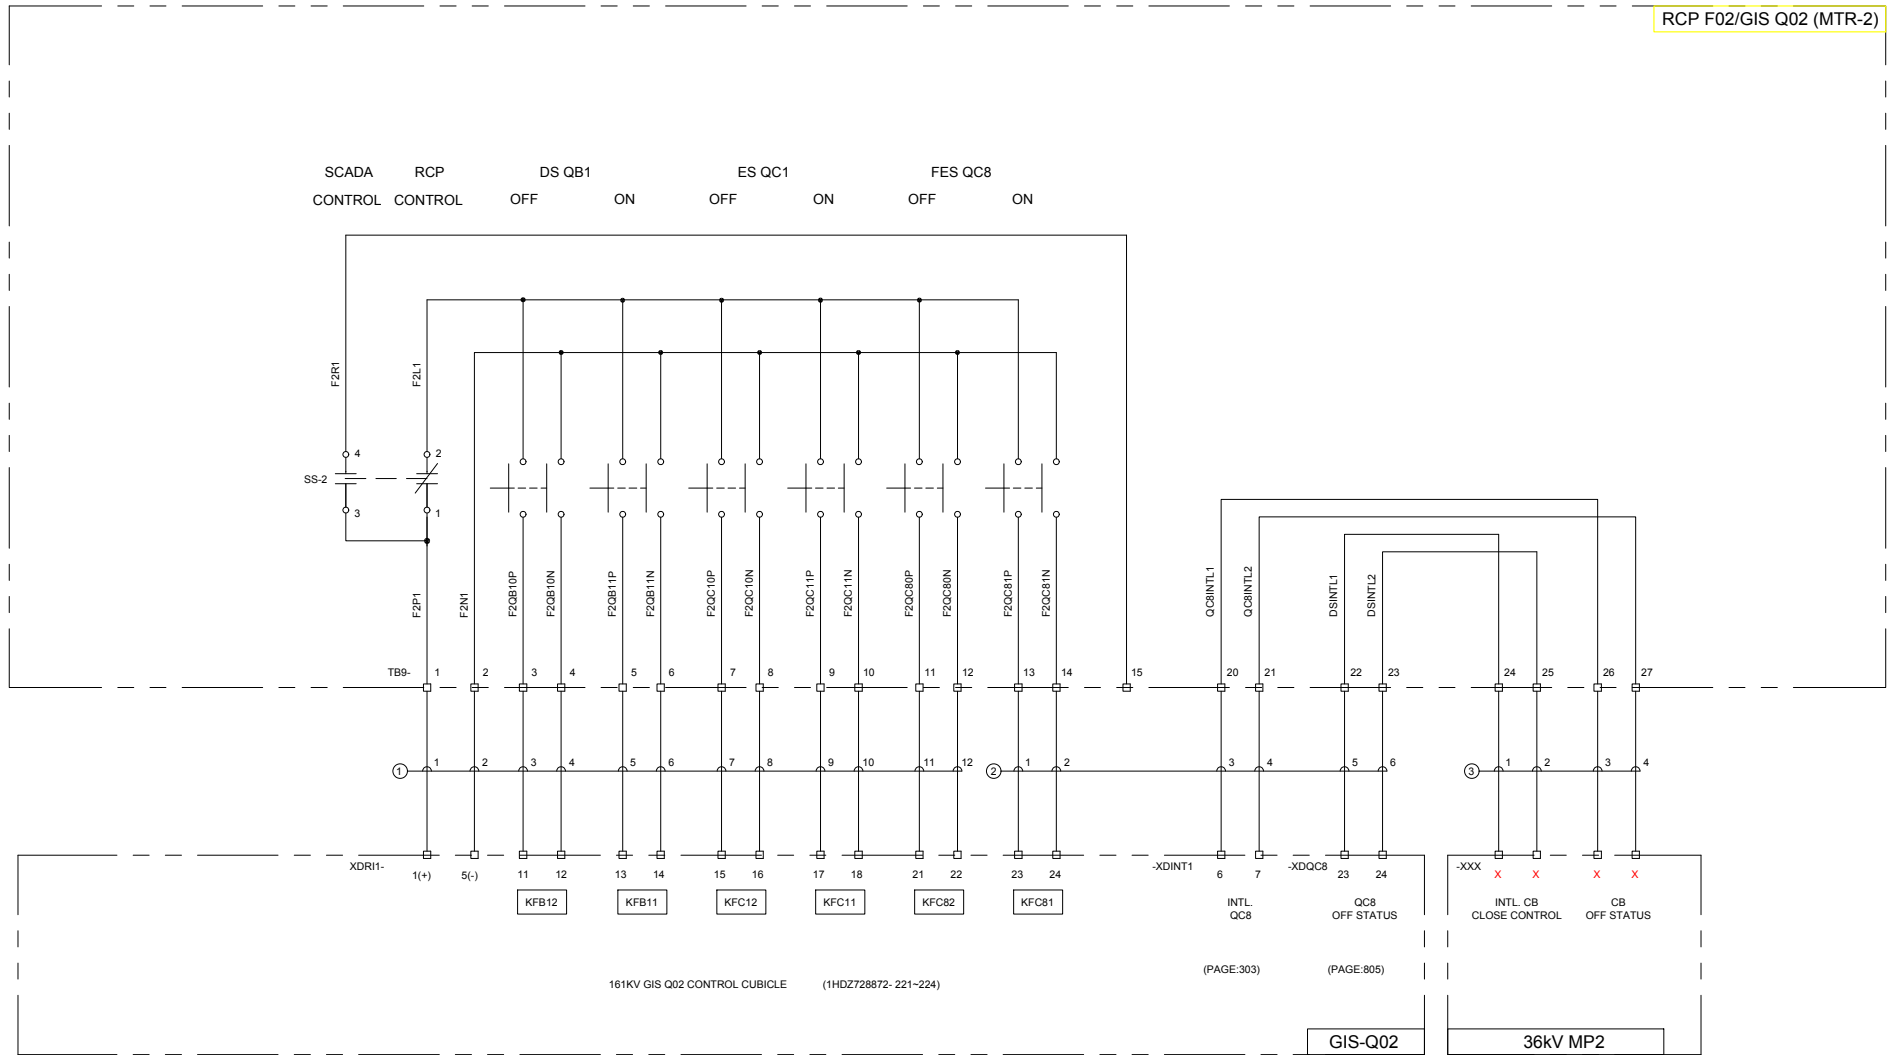 RCP F02/GIS Q02 (MTR-2)
SCADA RCP DS QB1 ES QC1 FES QC8
CONTROL CONTROL OFF ON OFF ON OFF ON
F2R1 F2L1
4 2
SS-2
3 1
F2P1 F2N1 F2QB10P F2QB10N F2QB11P F2QB11N F2QC10P F2QC10N F2QC11P F2QC11N F2QC80P F2QC80N F2QC81P F2QC81N QC8INTL1 QC8INTL2 DSINTL1 DSINTL2
TB9- 1 2 3 4 5 6 7 8 9 10 11 12 13 14 15 20 21 22 23 24 25 26 27
1 1 2 3 4 5 6 7 8 9 10 11 12 2 1 2 3 4 5 6 3 1 2 3 4
XDRI1- 1(+) 5(-) 11 12 13 14 15 16 17 18 21 22 23 24 -XDINT1 6 7 -XDQC8 23 24 -XXX X X X X
KFB12 KFB11 KFC12 KFC11 KFC82 KFC81
INTL. QC8 INTL. CB CB
QC8 OFF STATUS CLOSE CONTROL OFF STATUS
(PAGE:303) (PAGE:805)
161KV GIS Q02 CONTROL CUBICLE (1HDZ728872- 221~224)
GIS-Q02 36kV MP2